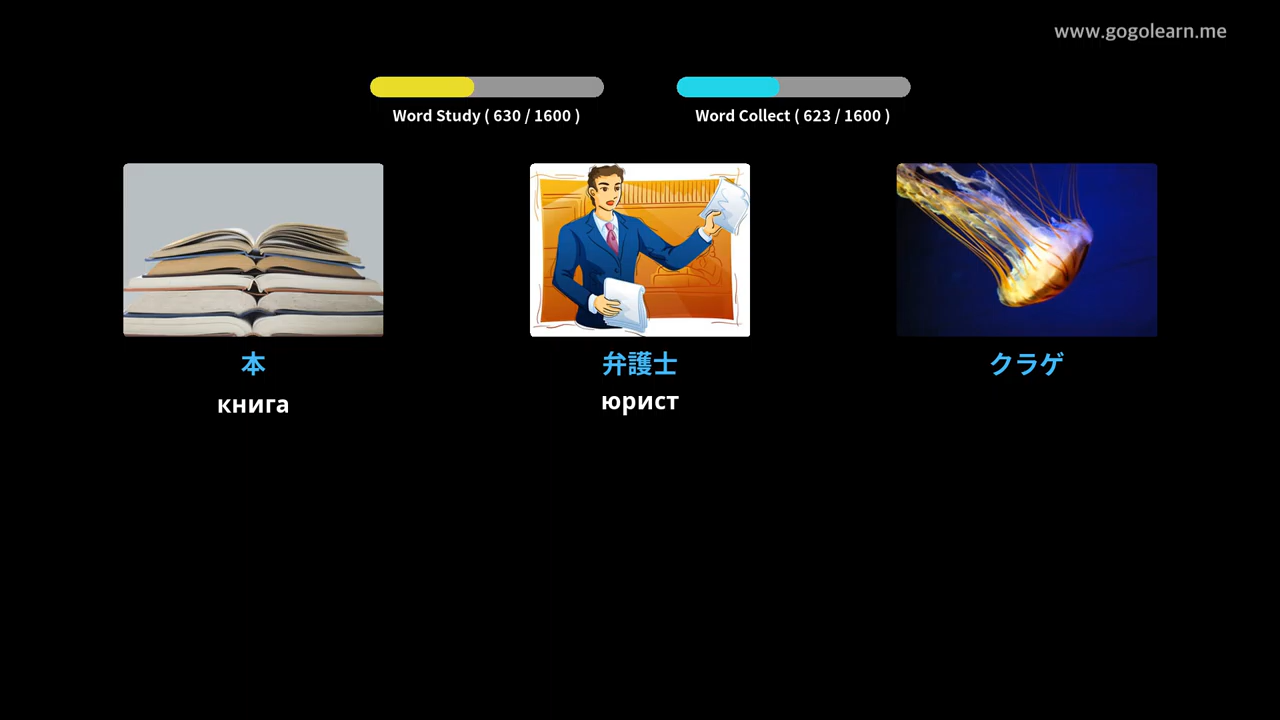 www.gogolearn.me
Word Study ( 630 / 1600 )
Word Collect ( 623 / 1600 )
本
книга
弁護士
юрист
クラゲ